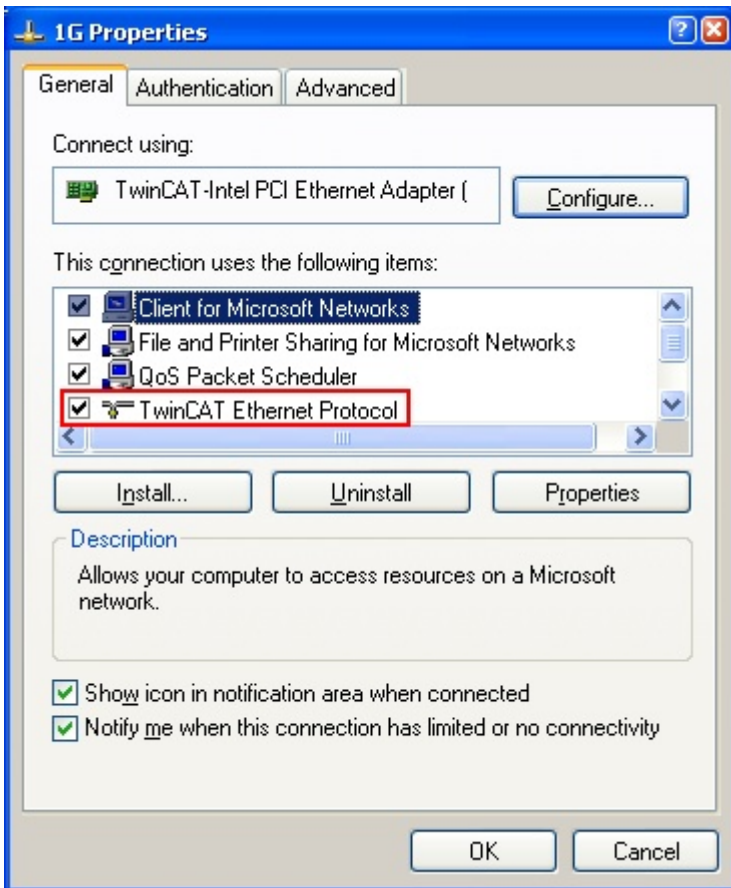 1G Properties
General
Authentication
Advanced
Connect using:
TwinCAT-Intel PCI Ethernet Adapter (
Configure...
This connection uses the following items:
Client for Microsoft Networks
File and Printer Sharing for Microsoft Networks
QoS Packet Scheduler
TwinCAT Ethernet Protocol
Install...
Uninstall
Properties
Description
Allows your computer to access resources on a Microsoft
network.
Show icon in notification area when connected
Notify me when this connection has limited or no connectivity
OK
Cancel